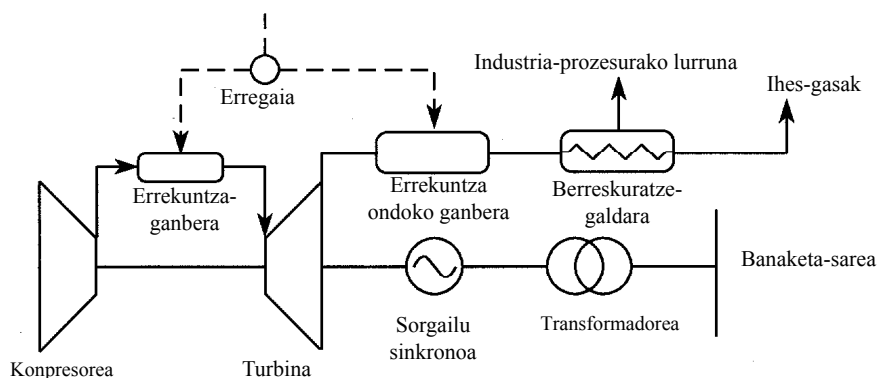 Industria-prozesurako lurruna
Ihes-gasak
Erregaia
Errekuntza-
ganbera
Errekuntza
ondoko ganbera
Berreskuratze-
galdara
Banaketa-sarea
Sorgailu
sinkronoa
Transformadorea
Konpresorea
Turbina